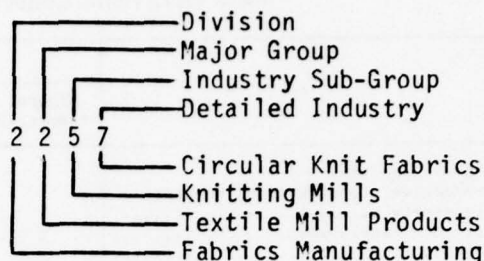 Division
Major Group
Industry Sub-Group
Detailed Industry
2 2 5 7
Circular Knit Fabrics
Knitting Mills
Textile Mill Products
Fabrics Manufacturing